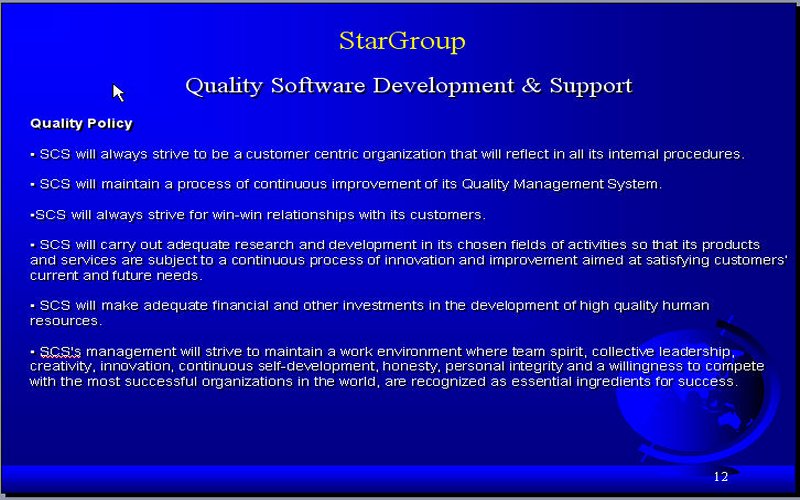 StarGroup
Quality Software Development & Support
Quality Policy
• SCS will always strive to be a customer centric organization that will reflect in all its internal procedures.
• SCS will maintain a process of continuous improvement of its Quality Management System.
•SCS will always strive for win-win relationships with its customers.
• SCS will carry out adequate research and development in its chosen fields of activities so that its products
and services are subject to a continuous process of innovation and improvement aimed at satisfying customers'
current and future needs.
• SCS will make adequate financial and other investments in the development of high quality human
resources.
• SCS's management will strive to maintain a work environment where team spirit, collective leadership,
creativity, innovation, continuous self-development, honesty, personal integrity and a willingness to compete
with the most successful organizations in the world, are recognized as essential ingredients for success.
12